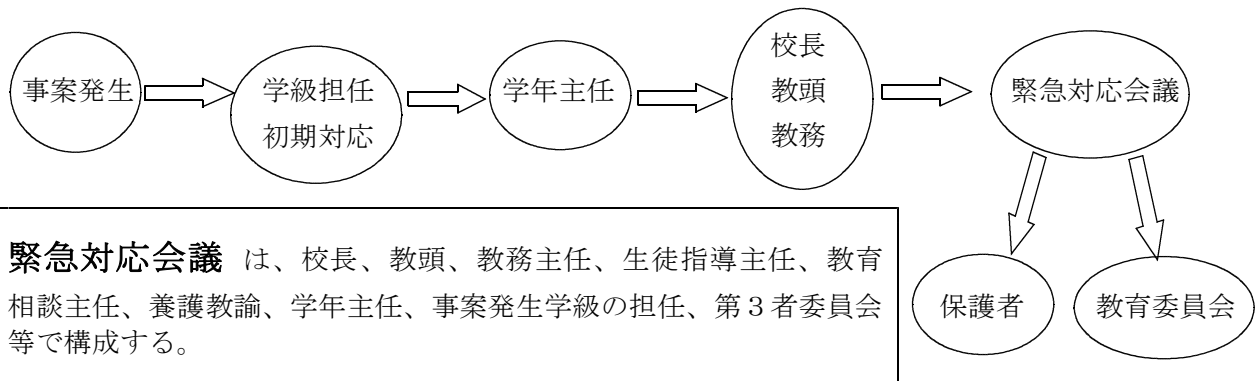 事案発生
学級担任
初期対応
学年主任
校長
教頭
教務
緊急対応会議
保護者
教育委員会
緊急対応会議 は、校長、教頭、教務主任、生徒指導主任、教育
相談主任、養護教諭、学年主任、事案発生学級の担任、第3者委員会
等で構成する。